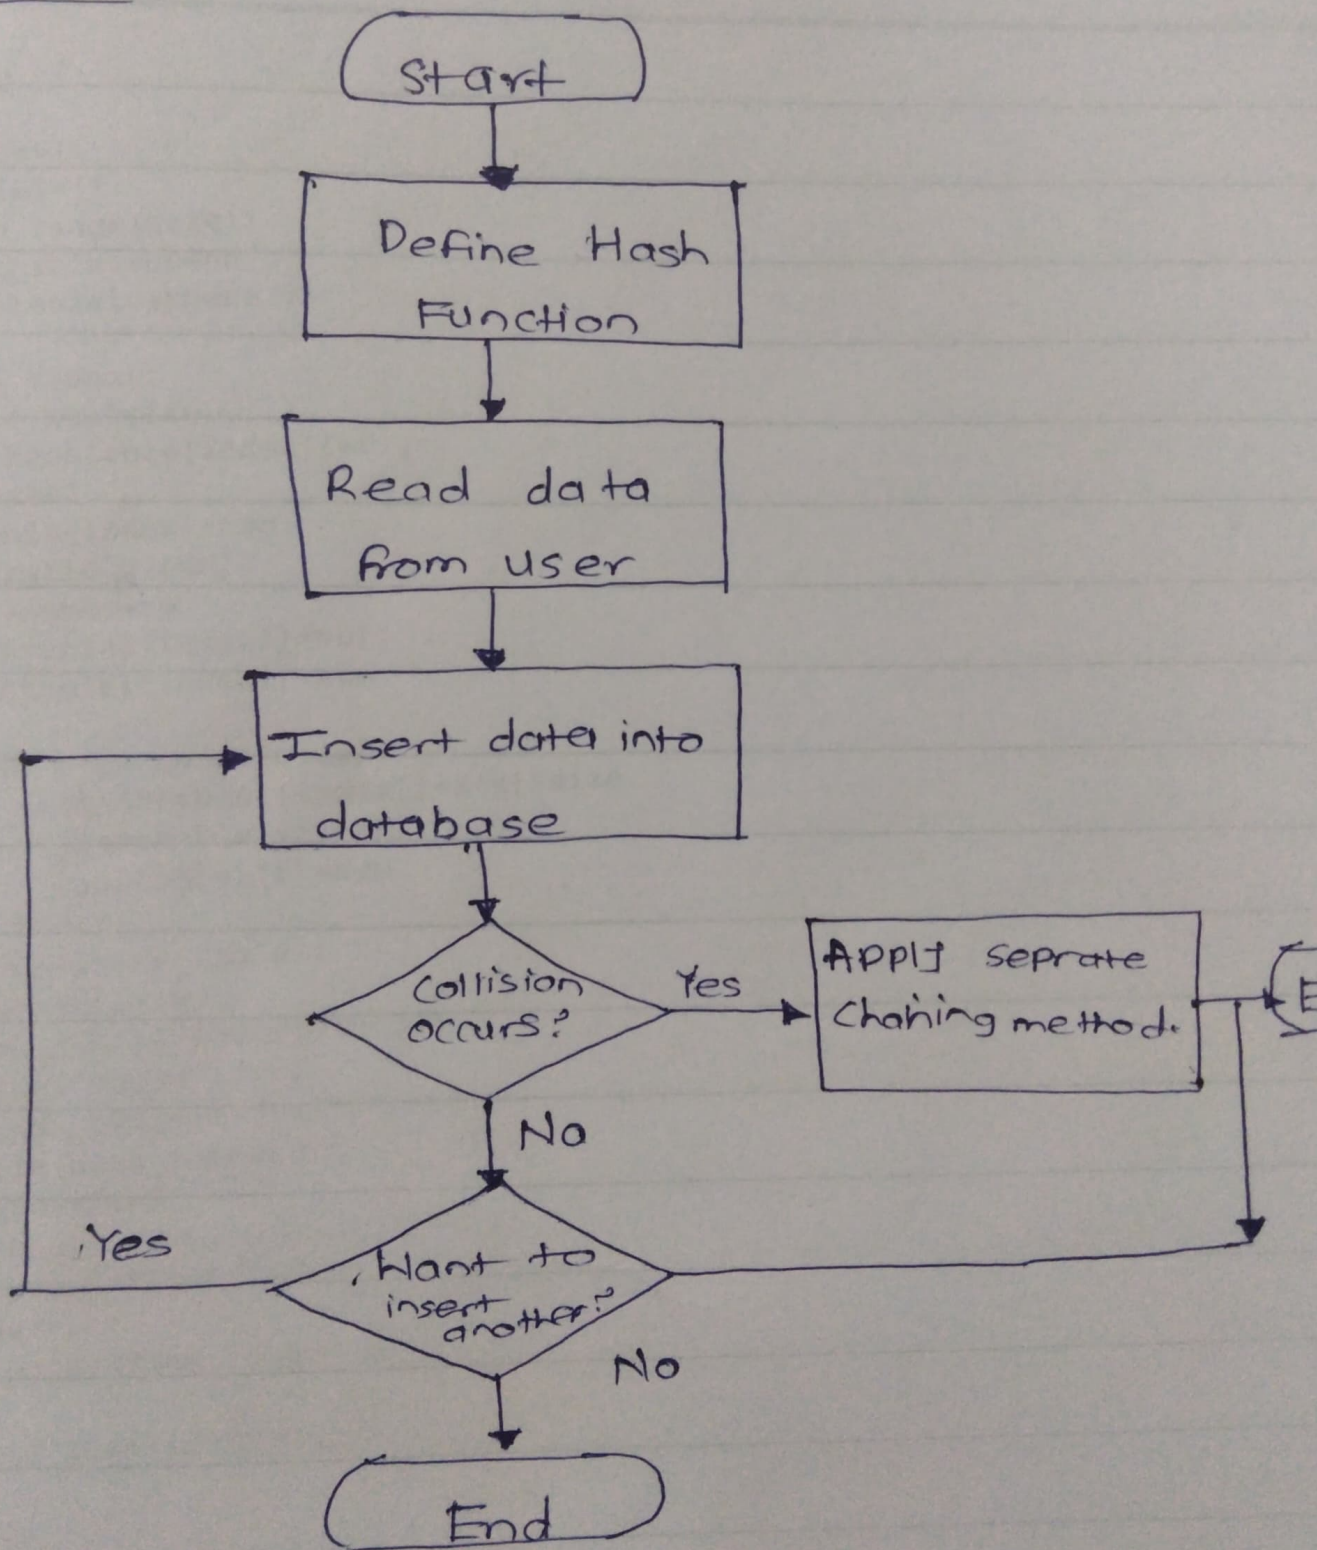 Start
Define Hash
Function
Read data
from user
Insert data into
database
Collision
occurs?
Yes
Apply seprate
Chaining method.
E
No
Yes
Want to
insert
another?
No
End